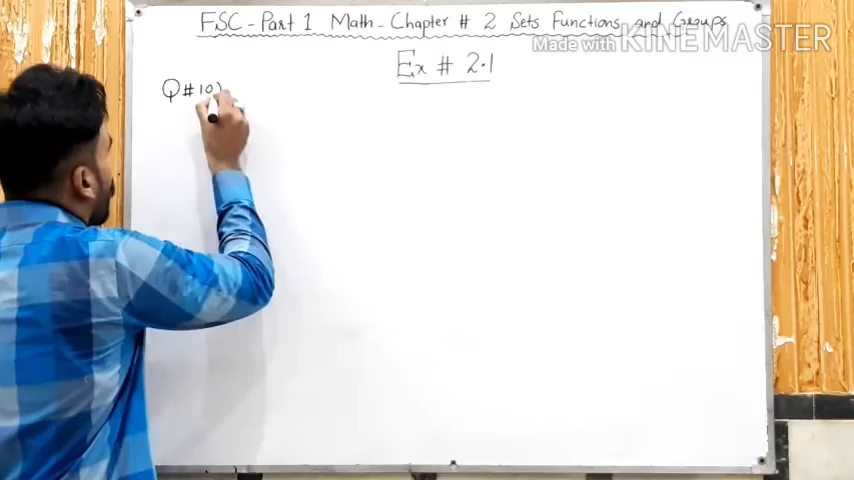 FSC - Part 1 Math - Chapter # 2 Sets Functions and Groups
Made with KINEMASTER
Ex # 2.1
Q # 10)